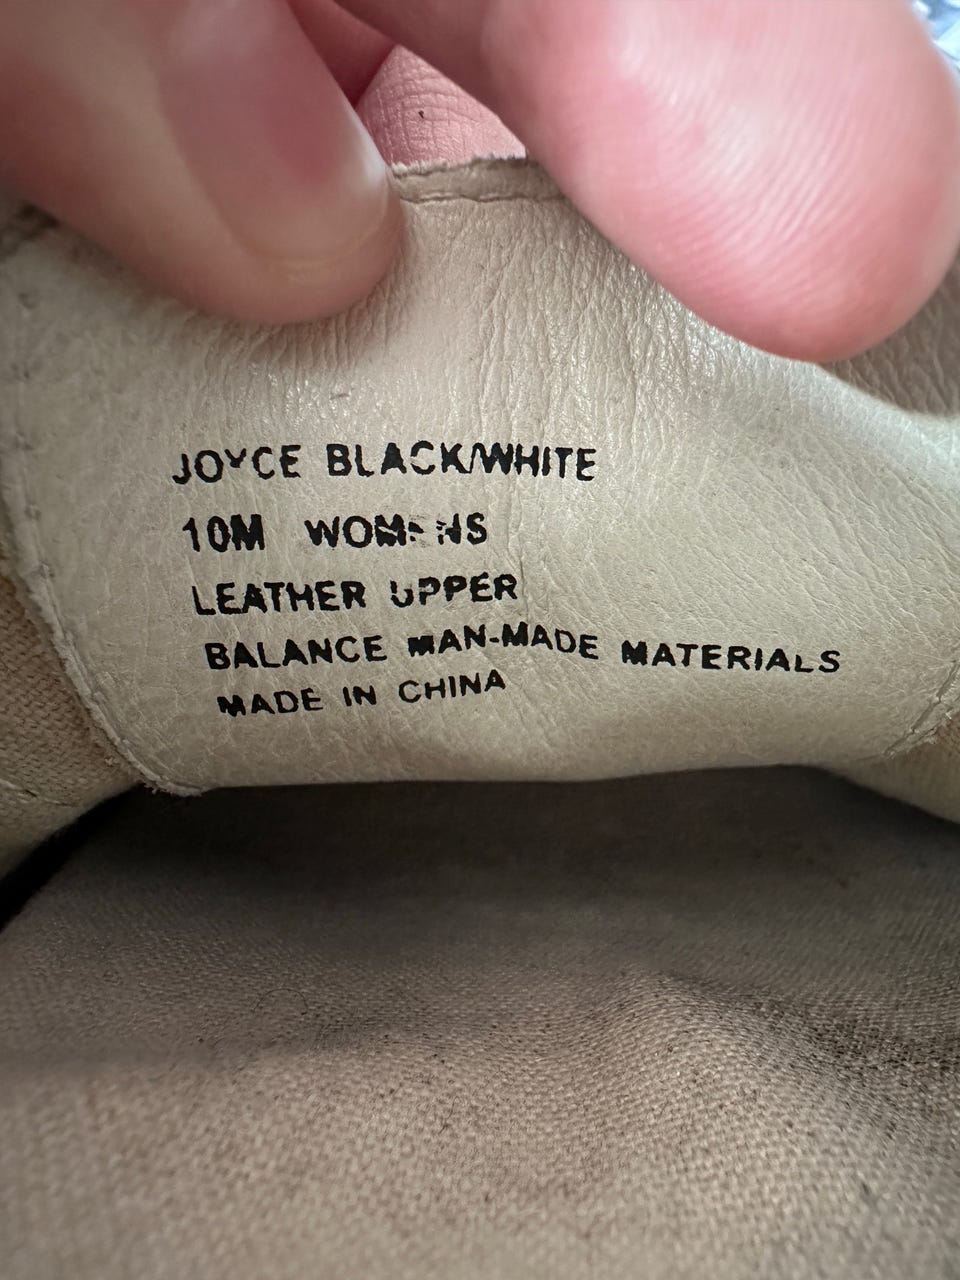 JOYCE BLACK/WHITE
10M WOMENS
LEATHER UPPER
BALANCE MAN-MADE MATERIALS
MADE IN CHINA